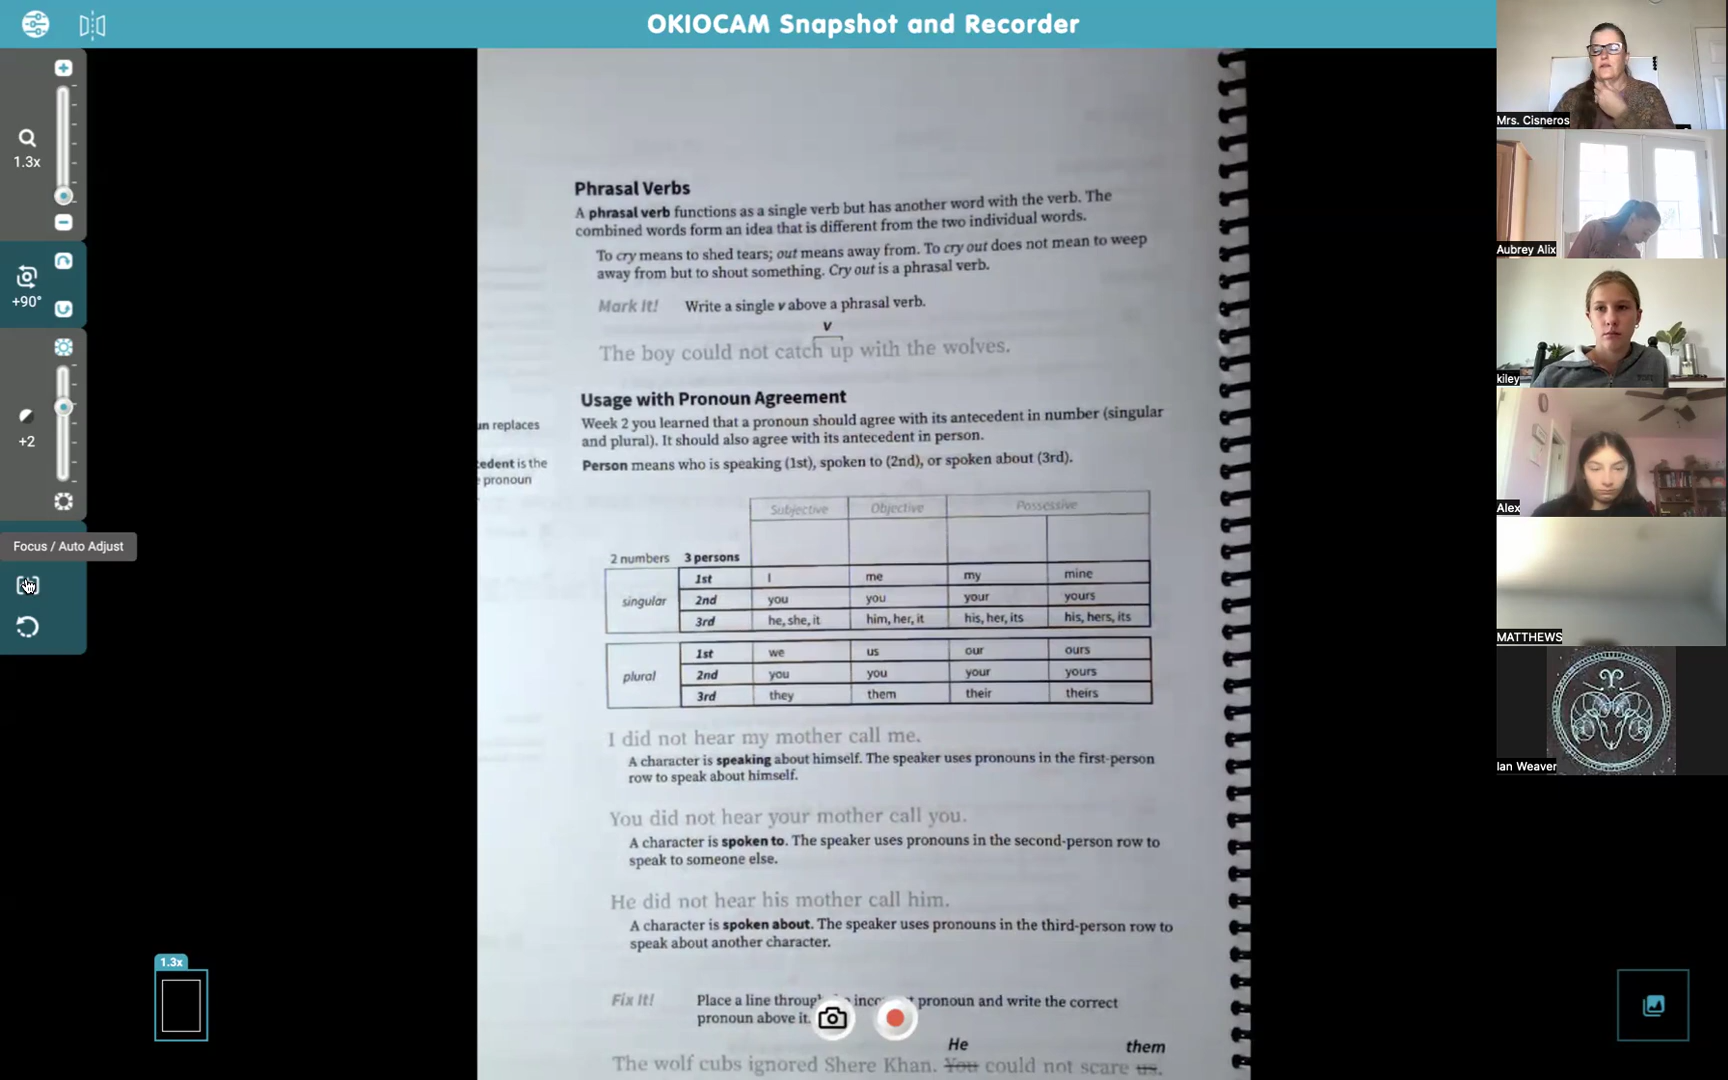 OKIOCAM Snapshot and Recorder
1.3x
+90°
+2
Focus / Auto Adjust
1.3x
Phrasal Verbs
A phrasal verb functions as a single verb but has another word with the verb. The
combined words form an idea that is different from the two individual words.
To cry means to shed tears; out means away from. To cry out does not mean to weep
away from but to shout something. Cry out is a phrasal verb.
Mark It! Write a single v above a phrasal verb.
v
The boy could not catch up with the wolves.
Usage with Pronoun Agreement
Week 2 you learned that a pronoun should agree with its antecedent in number (singular
and plural). It should also agree with its antecedent in person.
Person means who is speaking (1st), spoken to (2nd), or spoken about (3rd).
replaces
is the
pronoun
Subjective Objective Possessive
2 numbers 3 persons
singular
1st I me my mine
2nd you you your yours
3rd he, she, it him, her, it his, her, its his, hers, its
plural
1st we us our ours
2nd you you your yours
3rd they them their theirs
I did not hear my mother call me.
A character is speaking about himself. The speaker uses pronouns in the first-person
row to speak about himself.
You did not hear your mother call you.
A character is spoken to. The speaker uses pronouns in the second-person row to
speak to someone else.
He did not hear his mother call him.
A character is spoken about. The speaker uses pronouns in the third-person row to
speak about another character.
Fix It! Place a line pronoun and write the correct
pronoun above it.
He them
The wolf cubs ignored Shere Khan. You could not scare us.
Mrs. Cisneros
Aubrey Alix
kiley
Alex
MATTHEWS
Ian Weaver